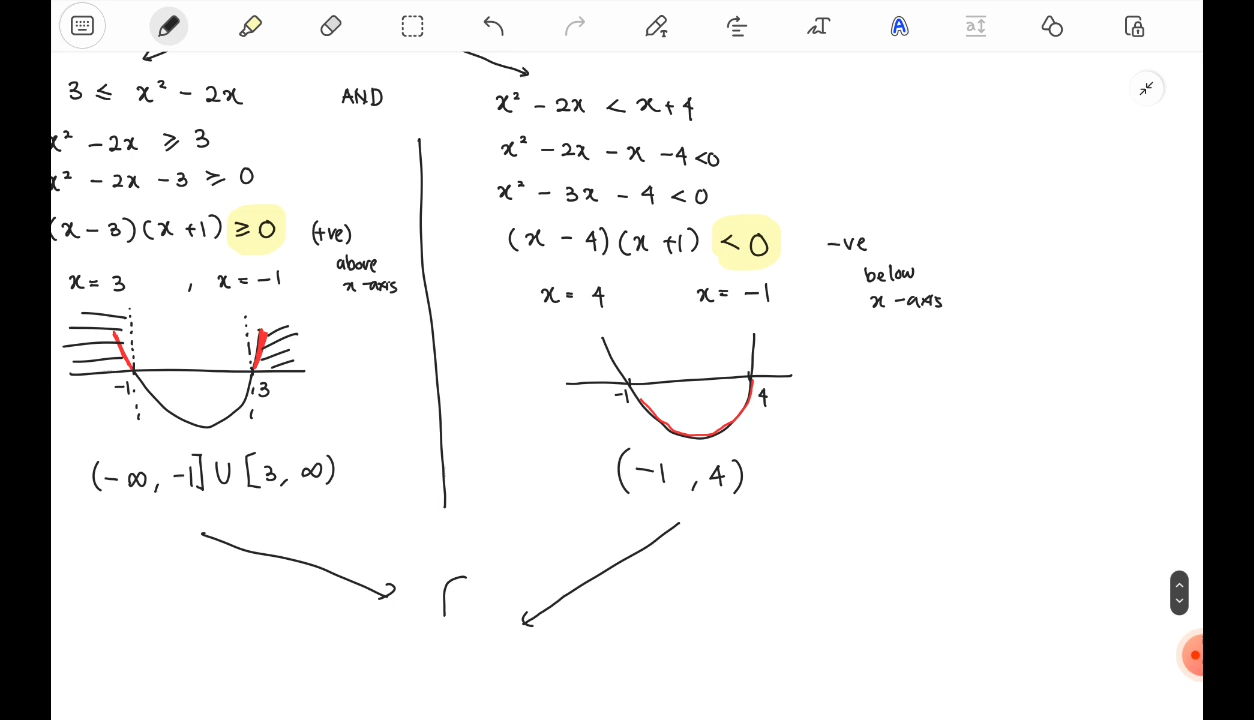 3 ≤ x² - 2x
AND
x² - 2x ≥ 3
x² - 2x - 3 ≥ 0
(x - 3)(x + 1) ≥ 0
(+ve)
above
x-axis
x = 3 , x = -1
-1 3
(-∞, -1] ∪ [3, ∞)
x² - 2x < x + 4
x² - 2x - x - 4 < 0
x² - 3x - 4 < 0
(x - 4)(x + 1) < 0
-ve
below
x-axis
x = 4 x = -1
-1 4
(-1, 4)